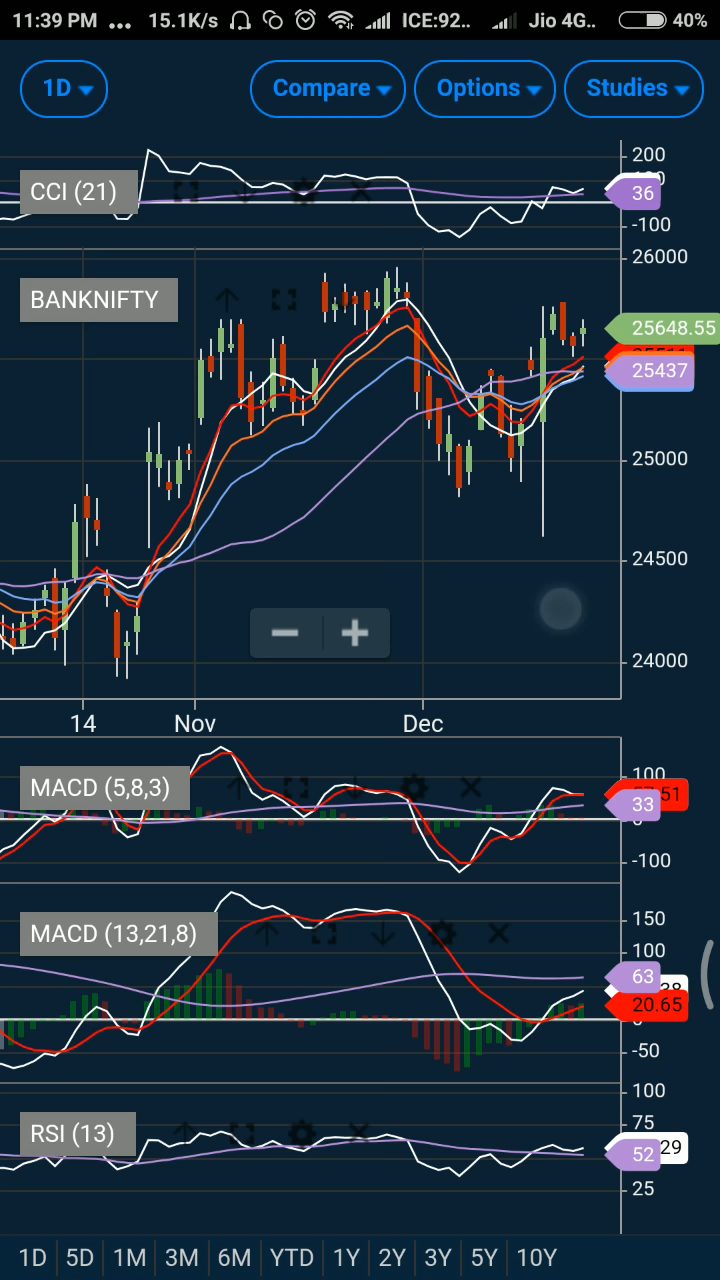 11:39 PM ... 15.1K/s ICE:92.. Jio 4G.. 40%
1D Compare Options Studies
200
CCI (21)
36
-100
26000
BANKNIFTY
25648.55
25437
25000
24500
24000
14 Nov Dec
100
MACD (5,8,3)
33
-100
150
MACD (13,21,8)
100
63
20.65
-50
100
75
RSI (13)
52 29
25
1D 5D 1M 3M 6M YTD 1Y 2Y 3Y 5Y 10Y